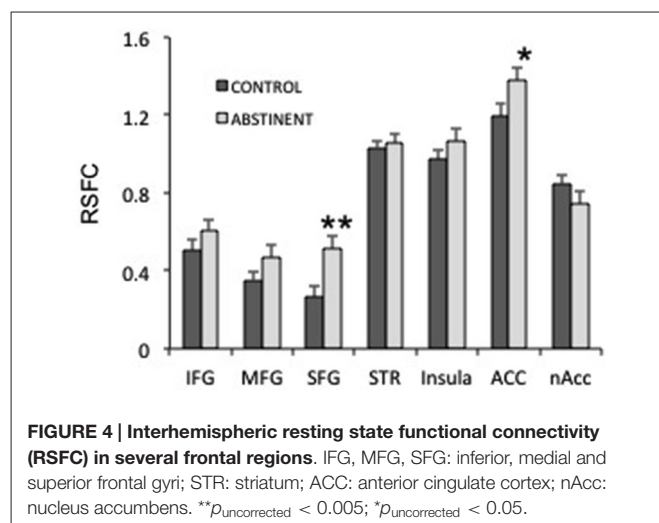 1.6
1.2
0.8
0.4
0
RSFC
CONTROL
ABSTINENT
**
*
IFG MFG SFG STR Insula ACC nAcc
FIGURE 4 | Interhemispheric resting state functional connectivity
(RSFC) in several frontal regions. IFG, MFG, SFG: inferior, medial and
superior frontal gyri; STR: striatum; ACC: anterior cingulate cortex; nAcc:
nucleus accumbens. **puncorrected < 0.005; *puncorrected < 0.05.